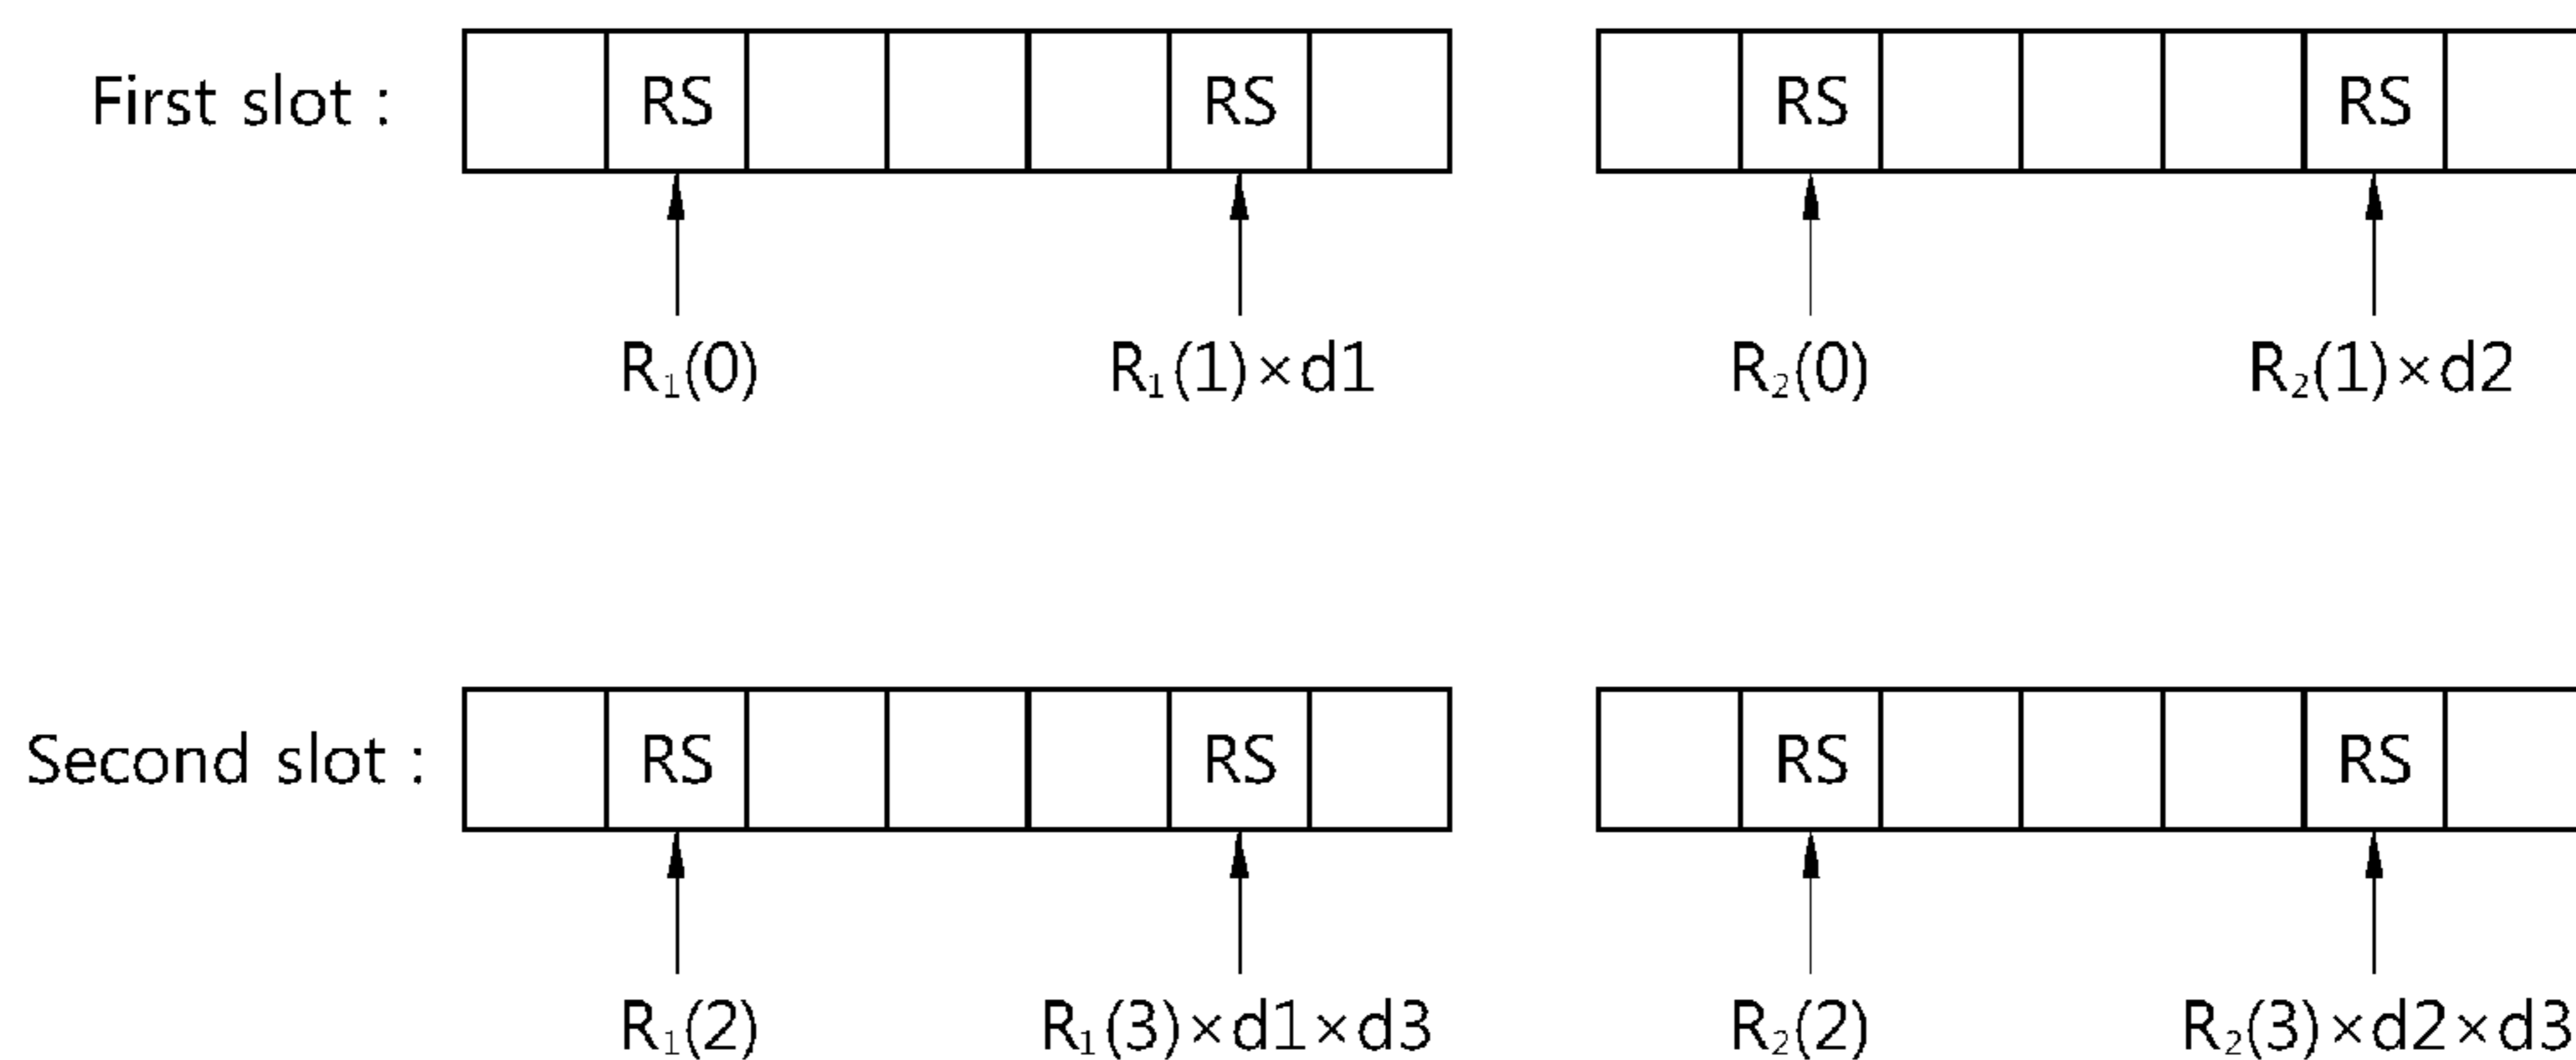 First slot : RS RS RS RS
R₁(0) R₁(1)×d1 R₂(0) R₂(1)×d2
Second slot : RS RS RS RS
R₁(2) R₁(3)×d1×d3 R₂(2) R₂(3)×d2×d3